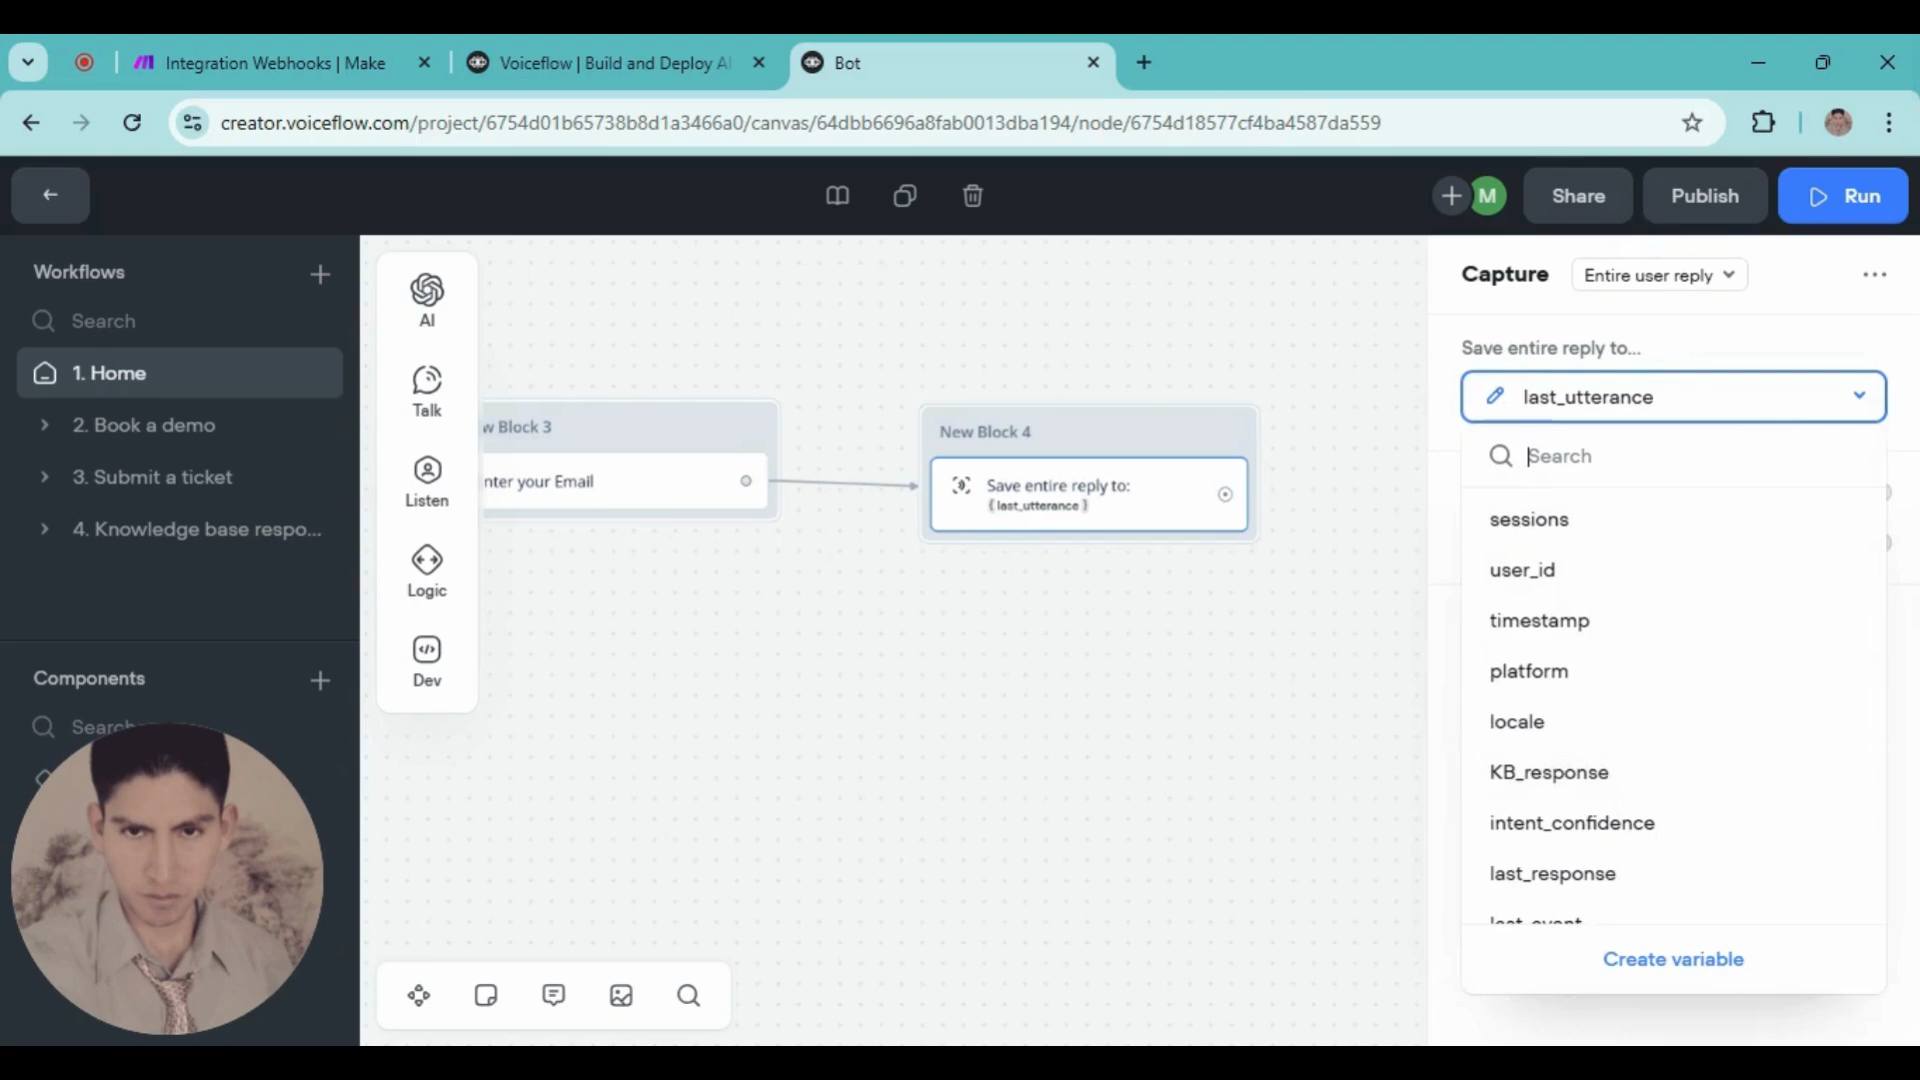 Integration Webhooks | Make
Voiceflow | Build and Deploy AI
Bot
creator.voiceflow.com/project/6754d01b65738b8d1a3466a0/canvas/64dbb6696a8fab0013dba194/node/6754d18577cf4ba4587da559
M
Share
Publish
Run
Workflows
Search
1. Home
2. Book a demo
3. Submit a ticket
4. Knowledge base respo...
Components
Search
AI
Talk
Listen
Logic
Dev
w Block 3
nter your Email
New Block 4
Save entire reply to:
{last_utterance}
Capture
Entire user reply
Save entire reply to...
last_utterance
Search
sessions
user_id
timestamp
platform
locale
KB_response
intent_confidence
last_response
last_event
Create variable